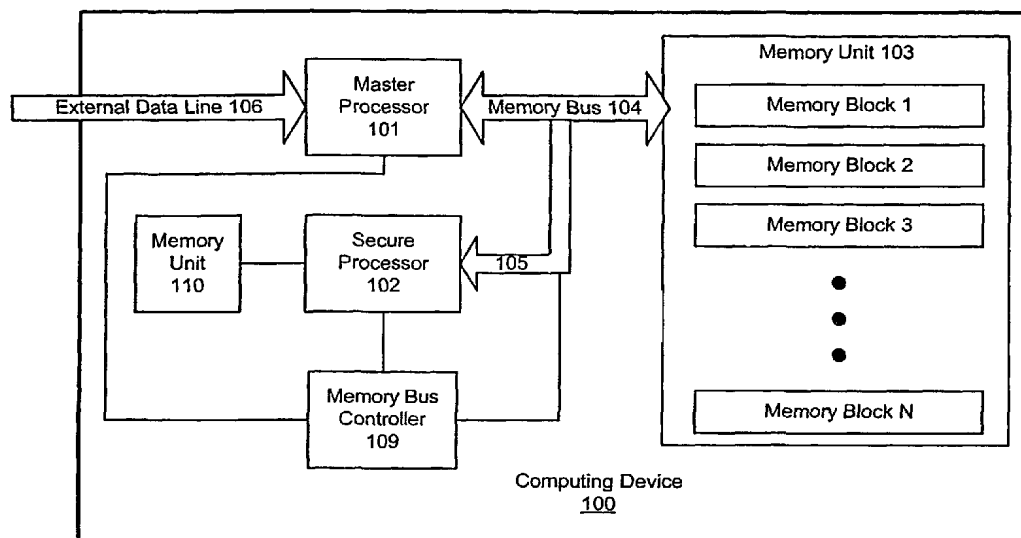 Memory Unit 103
Master
Processor
101
External Data Line 106
Memory Bus 104
Memory Block 1
Memory Block 2
Memory Block 3
Memory
Unit
110
Secure
Processor
102
105
Memory Bus
Controller
109
Memory Block N
Computing Device
100